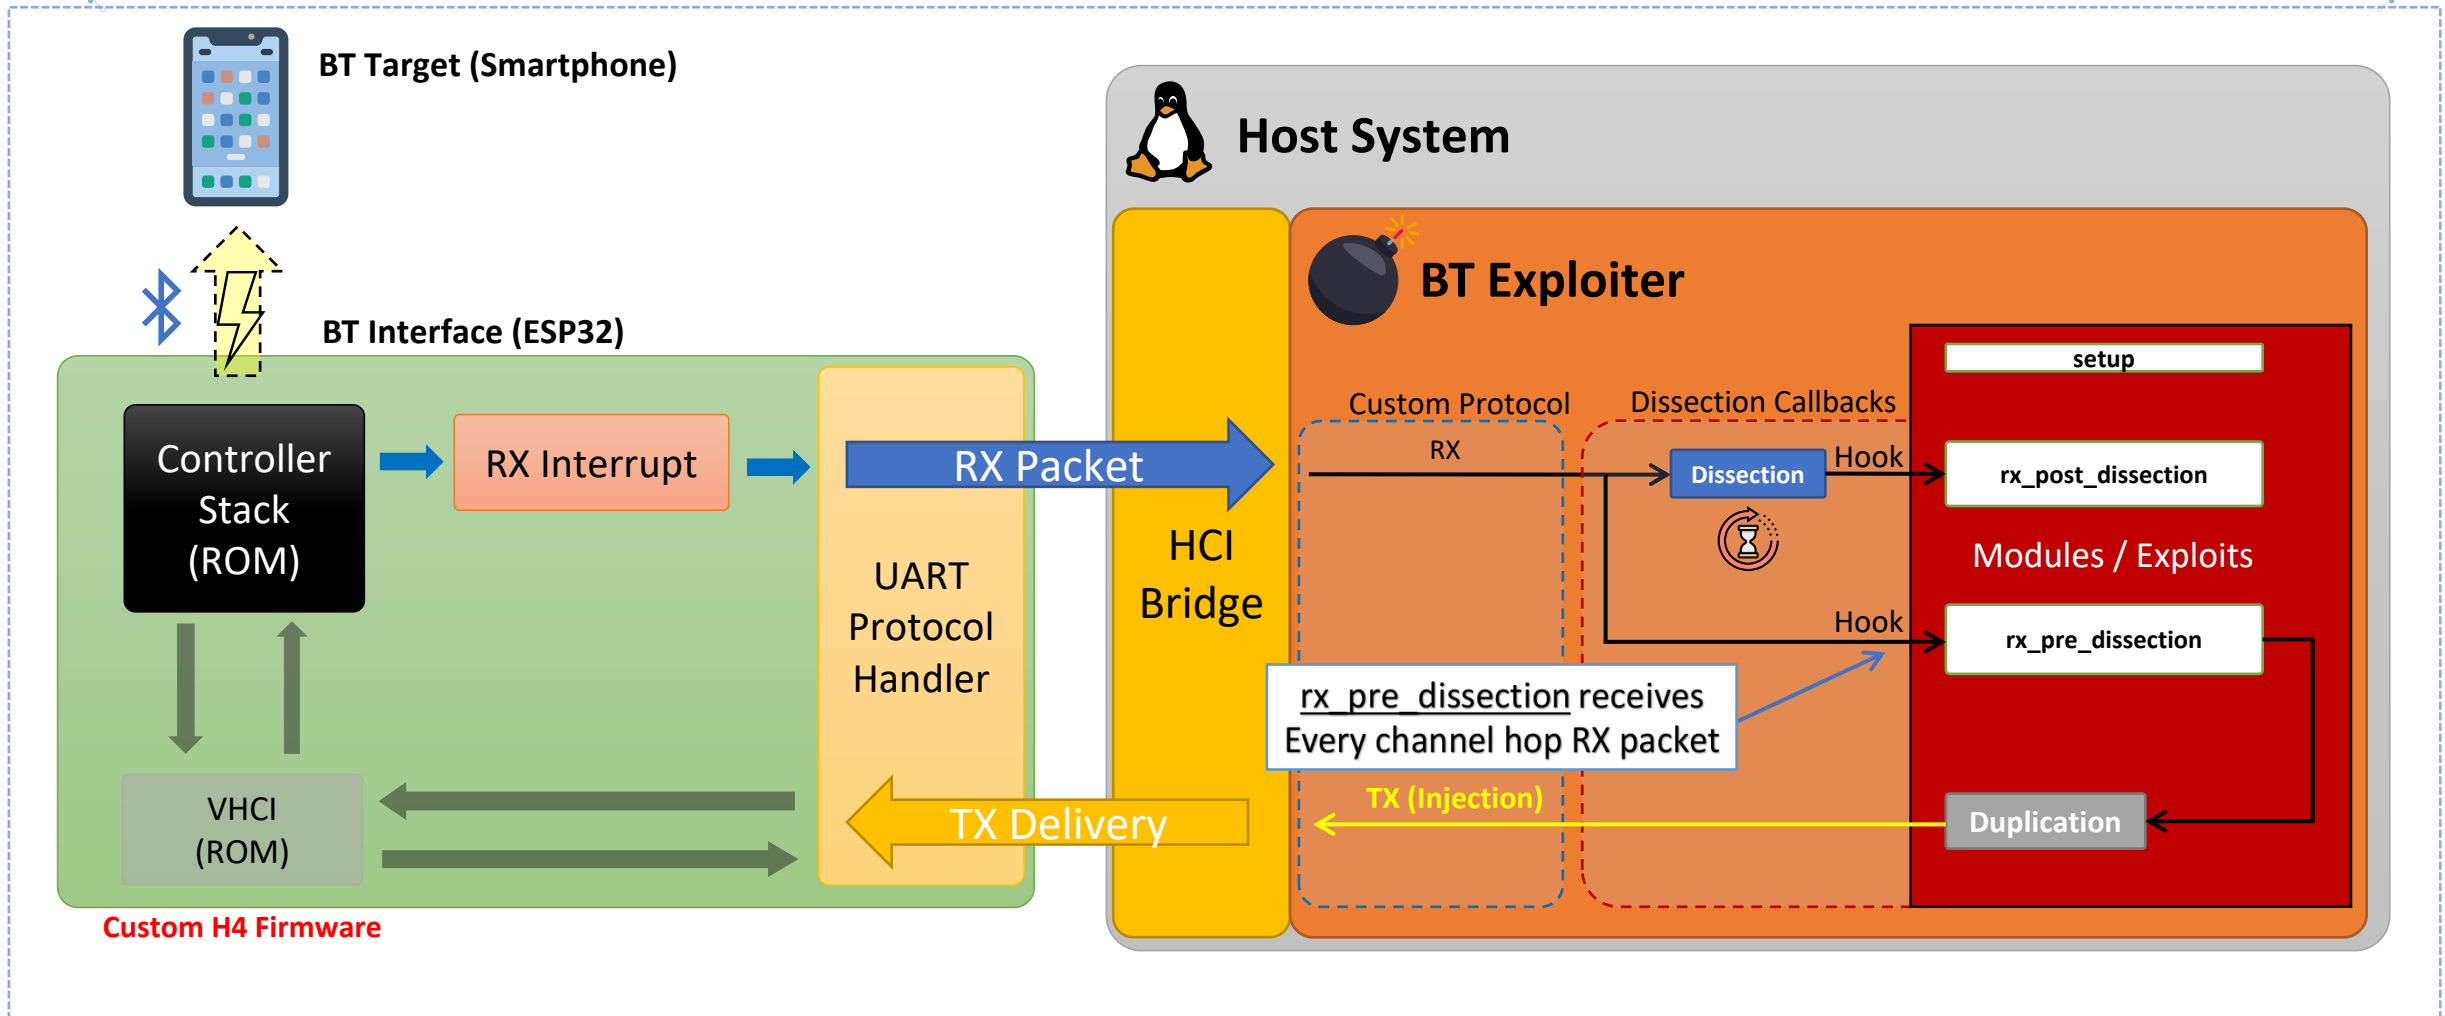 BT Target (Smartphone)
BT Interface (ESP32)
Controller
Stack
(ROM)
RX Interrupt
UART
Protocol
Handler
VHCI
(ROM)
Custom H4 Firmware
RX Packet
TX Delivery
Host System
HCI
Bridge
BT Exploiter
Custom Protocol
Dissection Callbacks
RX
Dissection
Hook
setup
rx_post_dissection
Modules / Exploits
Hook
rx_pre_dissection
rx_pre_dissection receives
Every channel hop RX packet
TX (Injection)
Duplication